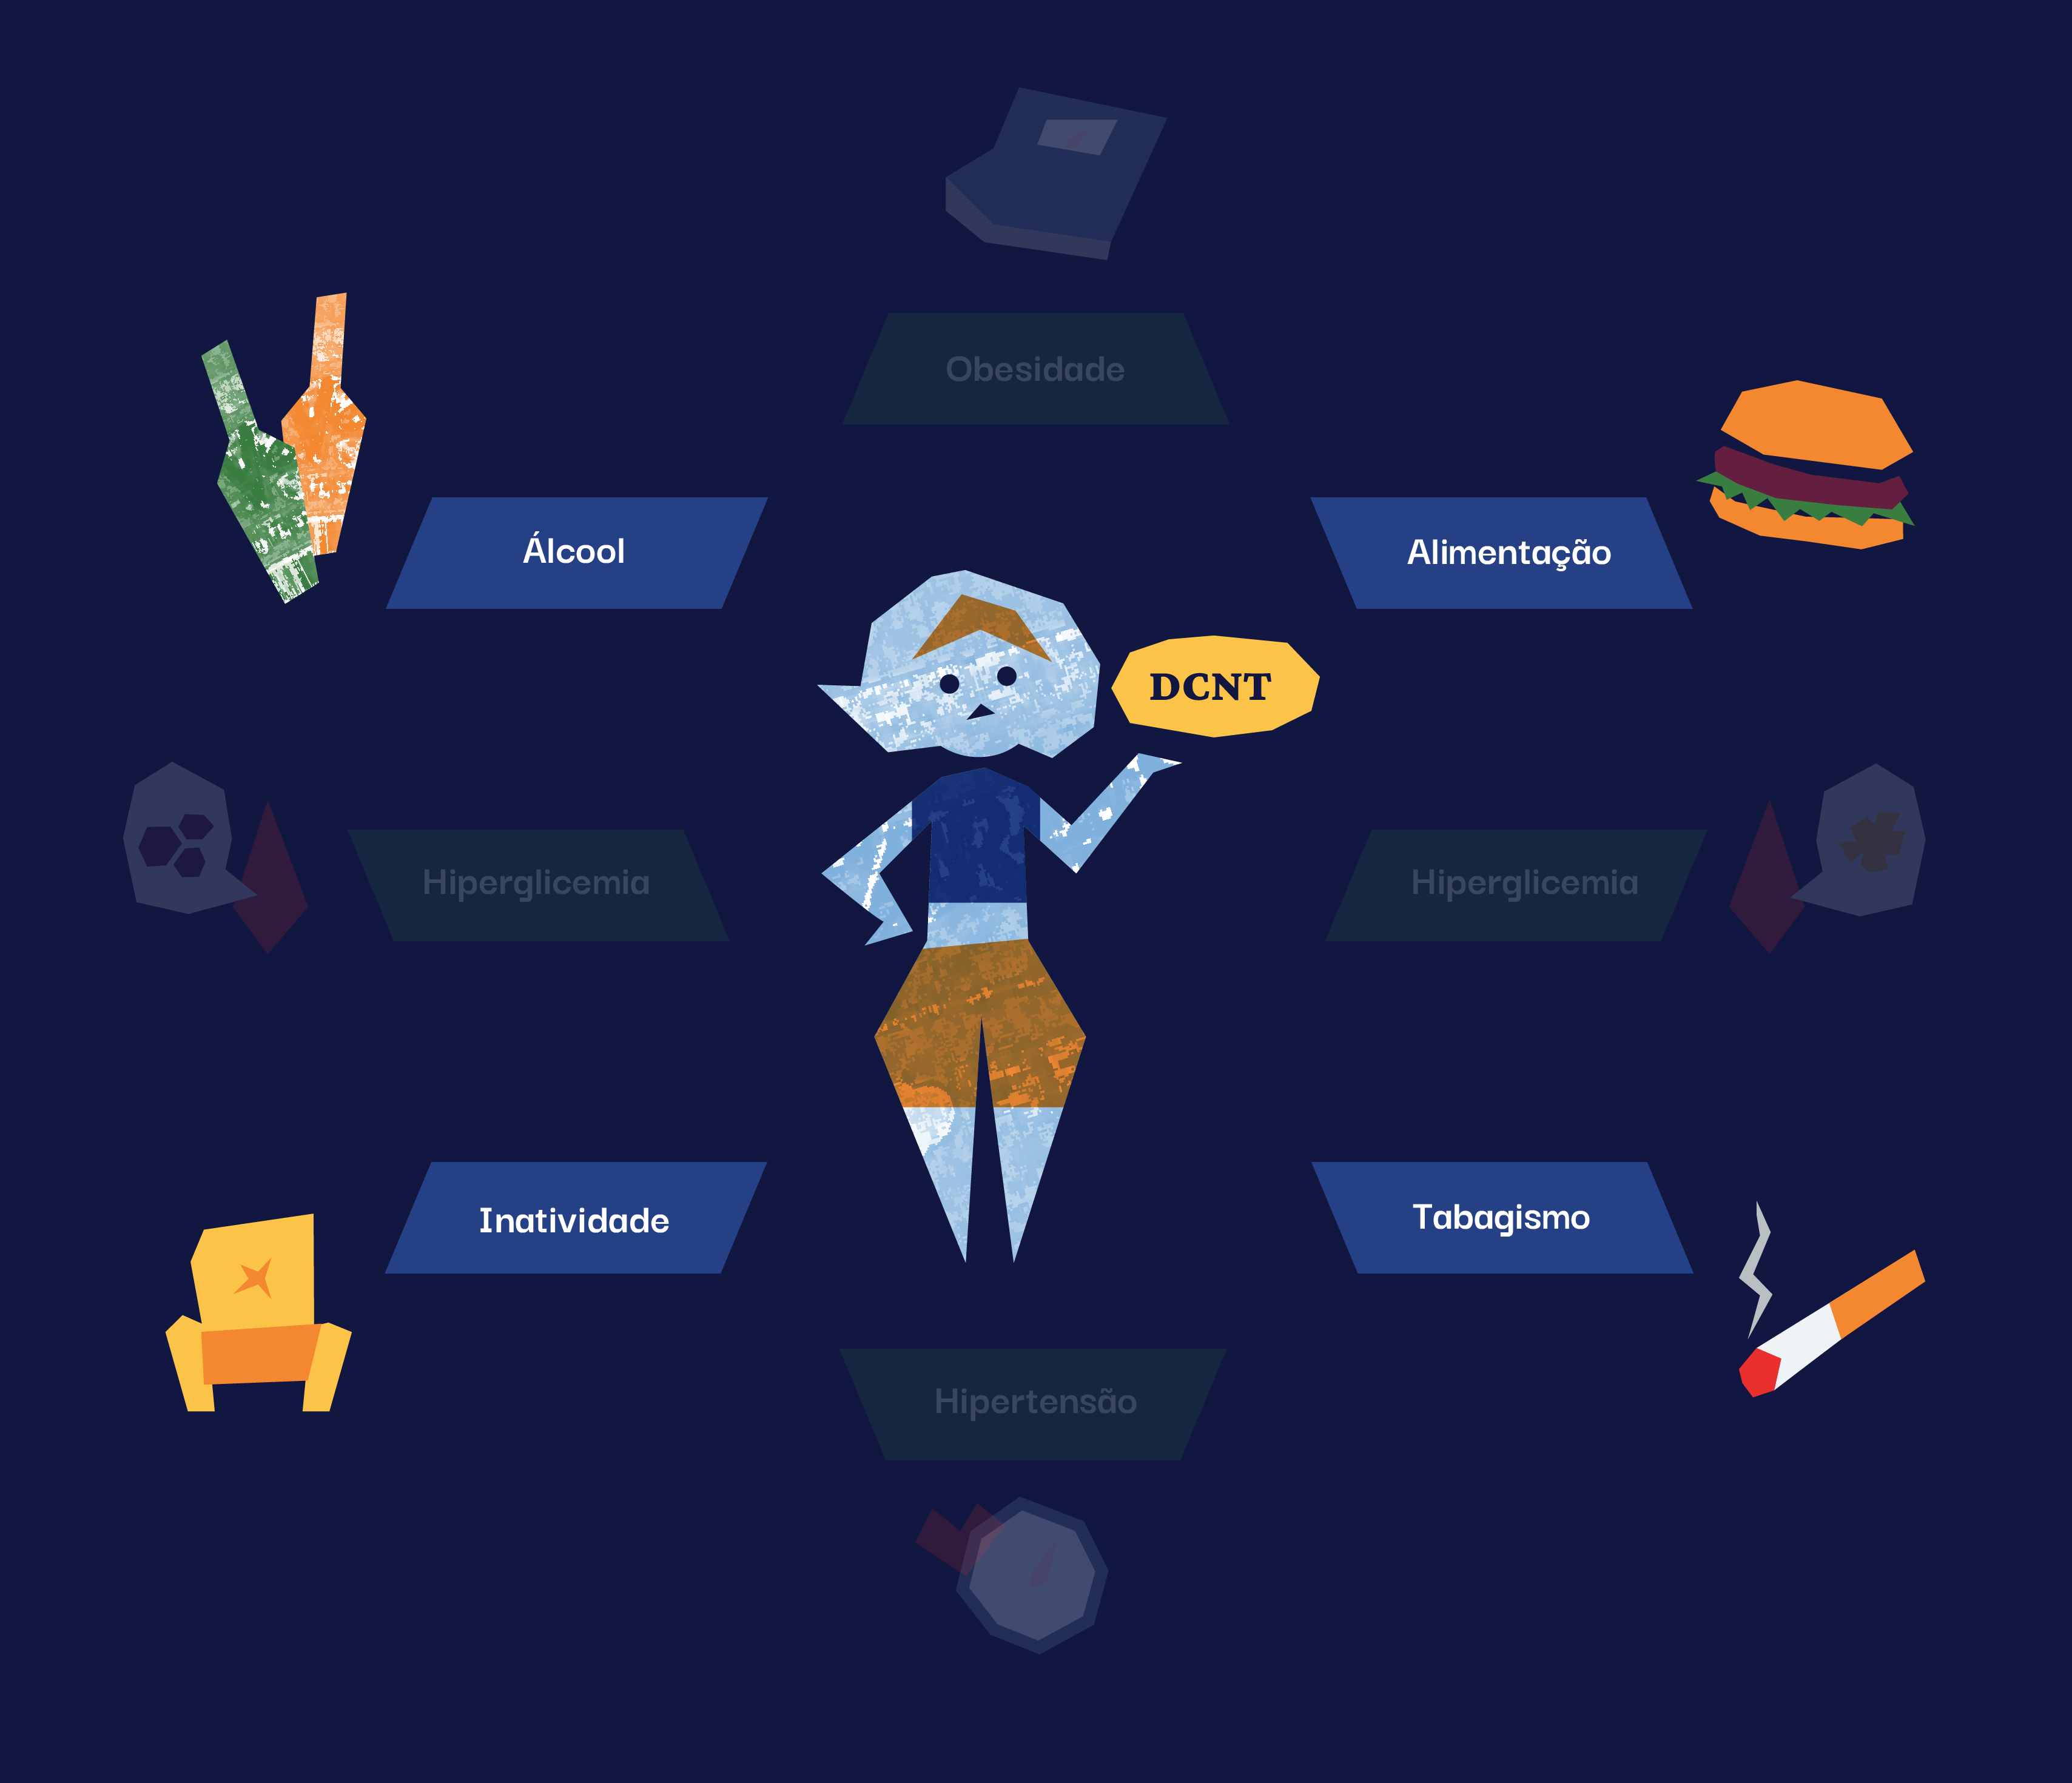 Obesidade
Álcool
Alimentação
DCNT
Hiperglicemia
Hiperglicemia
Inatividade
Tabagismo
Hipertensão